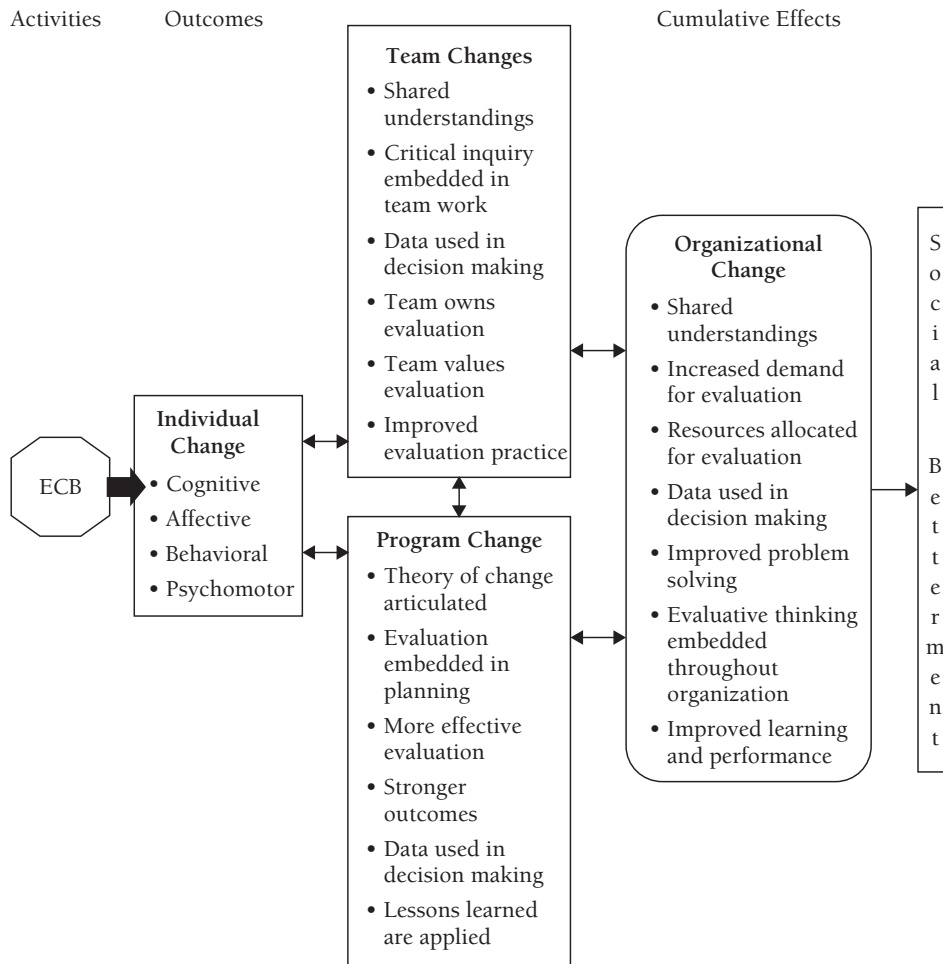 Activities
Outcomes
Cumulative Effects
ECB
Individual
Change
• Cognitive
• Affective
• Behavioral
• Psychomotor
Team Changes
• Shared
understandings
• Critical inquiry
embedded in
team work
• Data used in
decision making
• Team owns
evaluation
• Team values
evaluation
• Improved
evaluation practice
Program Change
• Theory of change
articulated
• Evaluation
embedded in
planning
• More effective
evaluation
• Stronger
outcomes
• Data used in
decision making
• Lessons learned
are applied
Organizational
Change
• Shared
understandings
• Increased demand
for evaluation
• Resources allocated
for evaluation
• Data used in
decision making
• Improved problem
solving
• Evaluative thinking
embedded
throughout
organization
• Improved learning
and performance
Social Betterment